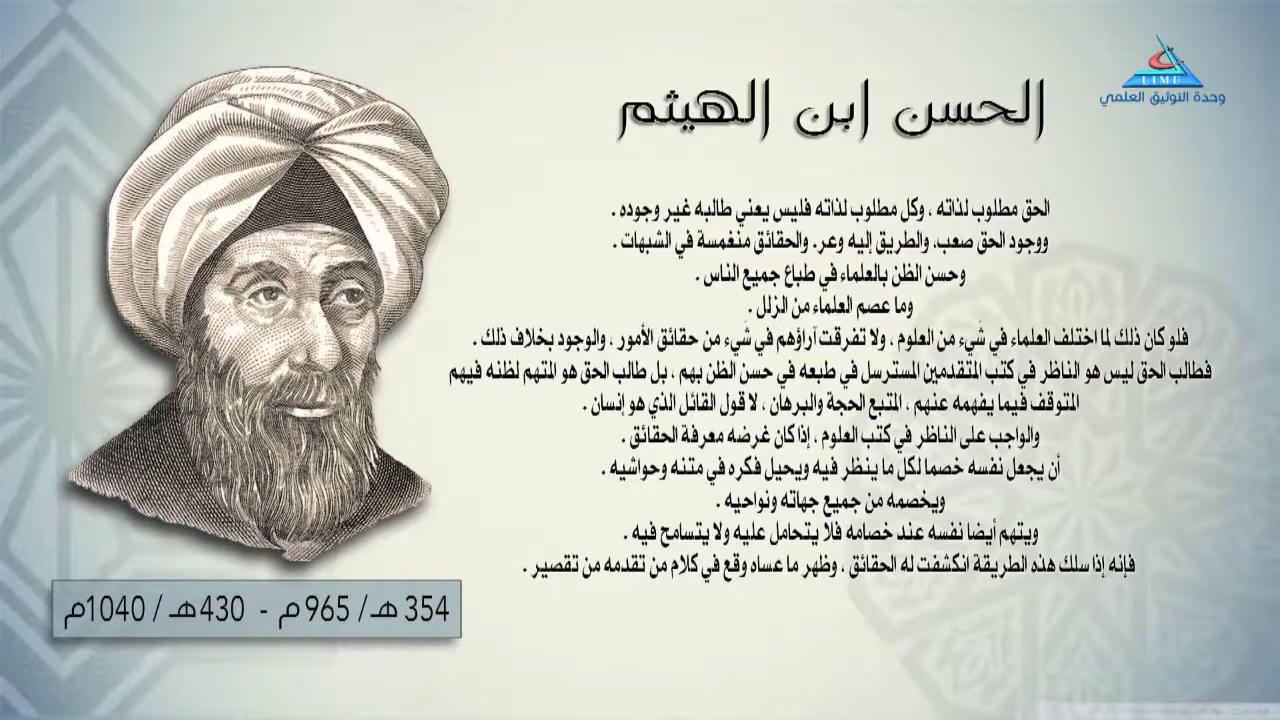 LIMU
وحدة التوثيق العلمي
الحسن ابن الهيثم
الحق مطلوب لذاته ، وكل مطلوب لذاته فليس يعني طالبه غير وجوده .
ووجود الحق صعب، والطريق إليه وعر. والحقائق منغمسة في الشبهات .
وحسن الظن بالعلماء في طباع جميع الناس .
وما عصم العلماء من الزلل .
فلو كان ذلك لما اختلف العلماء في شَيء من العلوم ، ولا تفرقت آراؤهم في شَيء من حقائق الأمور ، والوجود بخلاف ذلك .
فطالب الحق ليس هو الناظر في كتب المتقدمين المسترسل في طبعه في حسن الظن بهم ، بل طالب الحق هو المتهم لظنه فيهم
المتوقف فيما يفهمه عنهم ، المتبع الحجة والبرهان ، لا قول القائل الذي هو إنسان .
والواجب على الناظر في كتب العلوم ، إذا كان غرضه معرفة الحقائق .
أن يجعل نفسه خصما لكل ما ينظر فيه ويحيل فكره في متنه وحواشيه .
ويخصمه من جميع جهاته ونواحيه .
ويتهم أيضا نفسه عند خصامه فلا يتحامل عليه ولا يتسامح فيه .
فإنه إذا سلك هذه الطريقة انكشفت له الحقائق ، وظهر ما عساه وقع في كلام من تقدمه من تقصير .
354 هـ/ 965 م - 430 هـ/ 1040م